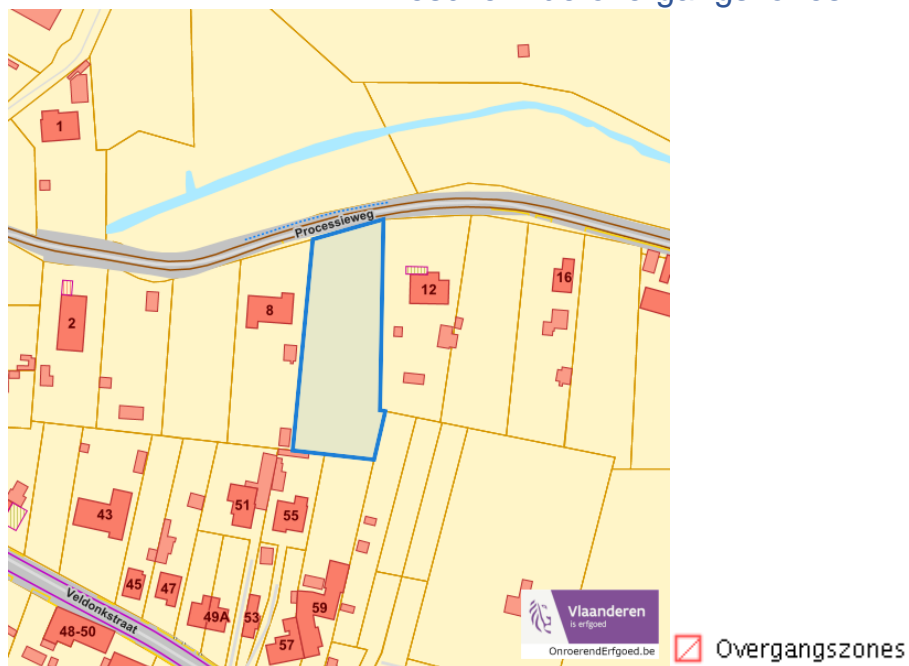 1
Processieweg
2
8
12
16
43
51
55
45
47
49A
53
59
57
48-50
Veldonkstraat
Vlaanderen
is erfgoed
OnroerendErfgoed.be
Overgangszones